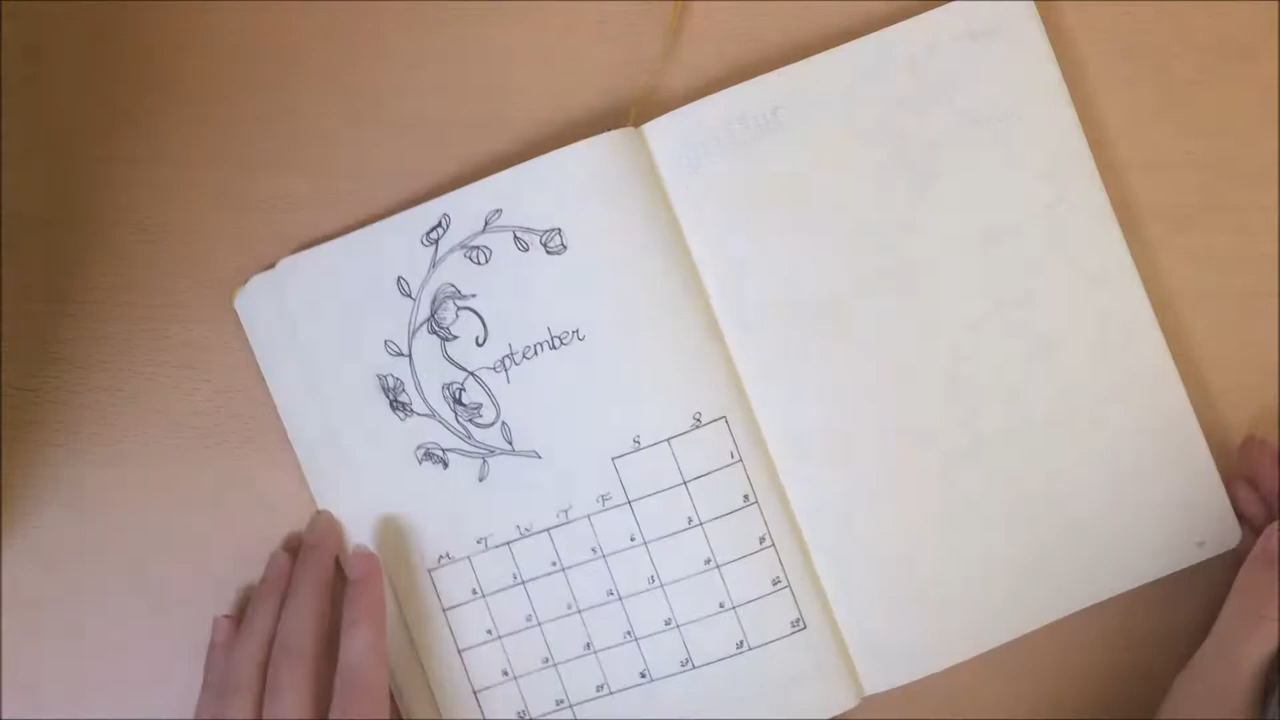 September
S S
M T W T F
1
2 3 4 5 6 7 8
9 10 11 12 13 14 15
16 17 18 19 20 21 22
23 24 25 26 27 28 29